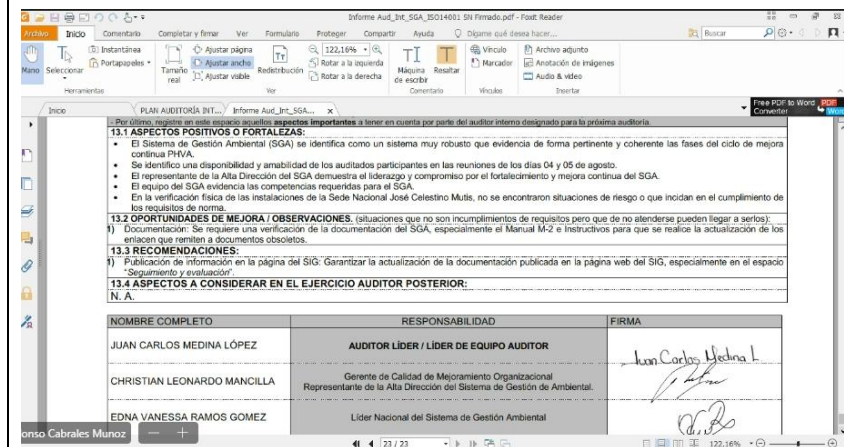 Informe Aud_Int_SGA_ISO14001 SN Firmado.pdf - Foxit Reader
Archivo Inicio Comentario Completar y firmar Ver Formulario Proteger Compartir Ayuda Dígame qué desea hacer... Buscar
Mano
Seleccionar
Instantánea
Portapapeles
Herramientas
Tamaño real
Ajustar página
Ajustar ancho
Ajustar visible
Redistribución
122,16%
Rotar a la izquierda
Rotar a la derecha
Ver
Máquina de escribir
Resaltar
Comentario
Vínculo
Marcador
Vínculos
Archivo adjunto
Anotación de imágenes
Audio & video
Insertar
Inicio PLAN AUDITORÍA INT... Informe Aud_Int_SGA...
Free PDF to Word Converter
PDF
- Por último, registre en este espacio aquellos aspectos importantes a tener en cuenta por parte del auditor interno designado para la próxima auditoría.
13.1 ASPECTOS POSITIVOS O FORTALEZAS:
• El Sistema de Gestión Ambiental (SGA) se identifica como un sistema muy robusto que evidencia de forma pertinente y coherente las fases del ciclo de mejora
continua PHVA.
• Se identifico una disponibilidad y amabilidad de los auditados participantes en las reuniones de los días 04 y 05 de agosto.
• El representante de la Alta Dirección del SGA demuestra el liderazgo y compromiso por el fortalecimiento y mejora continua del SGA.
• El equipo del SGA evidencia las competencias requeridas para el SGA.
• En la verificación física de las instalaciones de la Sede Nacional José Celestino Mutis, no se encontraron situaciones de riesgo o que incidan en el cumplimiento de
los requisitos de norma.
13.2 OPORTUNIDADES DE MEJORA / OBSERVACIONES. (situaciones que no son incumplimientos de requisitos pero que de no atenderse pueden llegar a serlos):
1) Documentación: Se requiere una verificación de la documentación del SGA, especialmente el Manual M-2 e Instructivos para que se realice la actualización de los
enlaces que remiten a documentos obsoletos.
13.3 RECOMENDACIONES:
1) Publicación de información en la página del SIG: Garantizar la actualización de la documentación publicada en la página web del SIG, especialmente en el espacio
"Seguimiento y evaluación".
13.4 ASPECTOS A CONSIDERAR EN EL EJERCICIO AUDITOR POSTERIOR:
N. A.
NOMBRE COMPLETO RESPONSABILIDAD FIRMA
JUAN CARLOS MEDINA LÓPEZ AUDITOR LÍDER / LÍDER DE EQUIPO AUDITOR Juan Carlos Medina L
CHRISTIAN LEONARDO MANCILLA Gerente de Calidad de Mejoramiento Organizacional
Representante de la Alta Dirección del Sistema de Gestión de Ambiental.
EDNA VANESSA RAMOS GOMEZ Líder Nacional del Sistema de Gestión Ambiental
onso Cabrales Munoz
23 / 23 122,16%